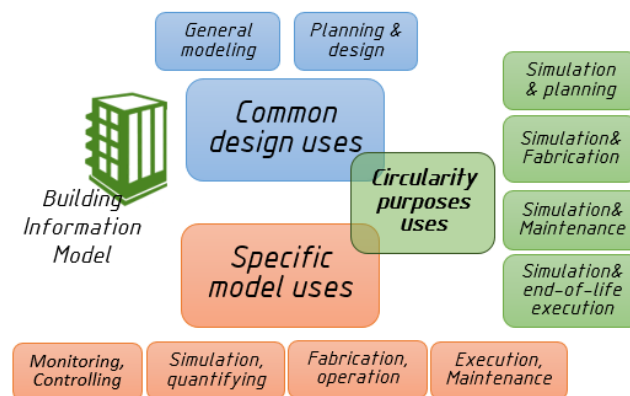 General
modeling
Planning &
design
Common
design uses
Simulation
& planning
Simulation&
Fabrication
Circularity
purposes
uses
Building
Information
Model
Simulation&
Maintenance
Specific
model uses
Simulation&
end-of-life
execution
Monitoring,
Controlling
Simulation,
quantifying
Fabrication,
operation
Execution,
Maintenance